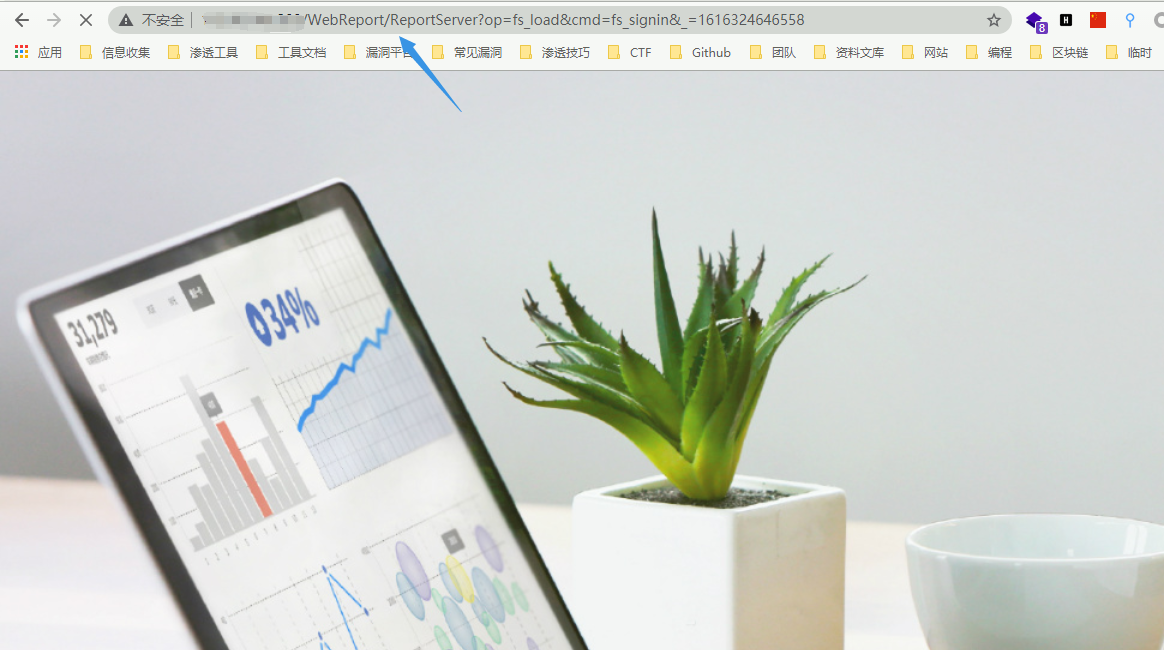 不安全
/WebReport/ReportServer?op=fs_load&cmd=fs_signin&_=1616324646558
8
H
应用 信息收集 渗透工具 工具文档 漏洞平台 常见漏洞 渗透技巧 CTF Github 团队 资料文库 网站 编程 区块链 临时
31,279
34%